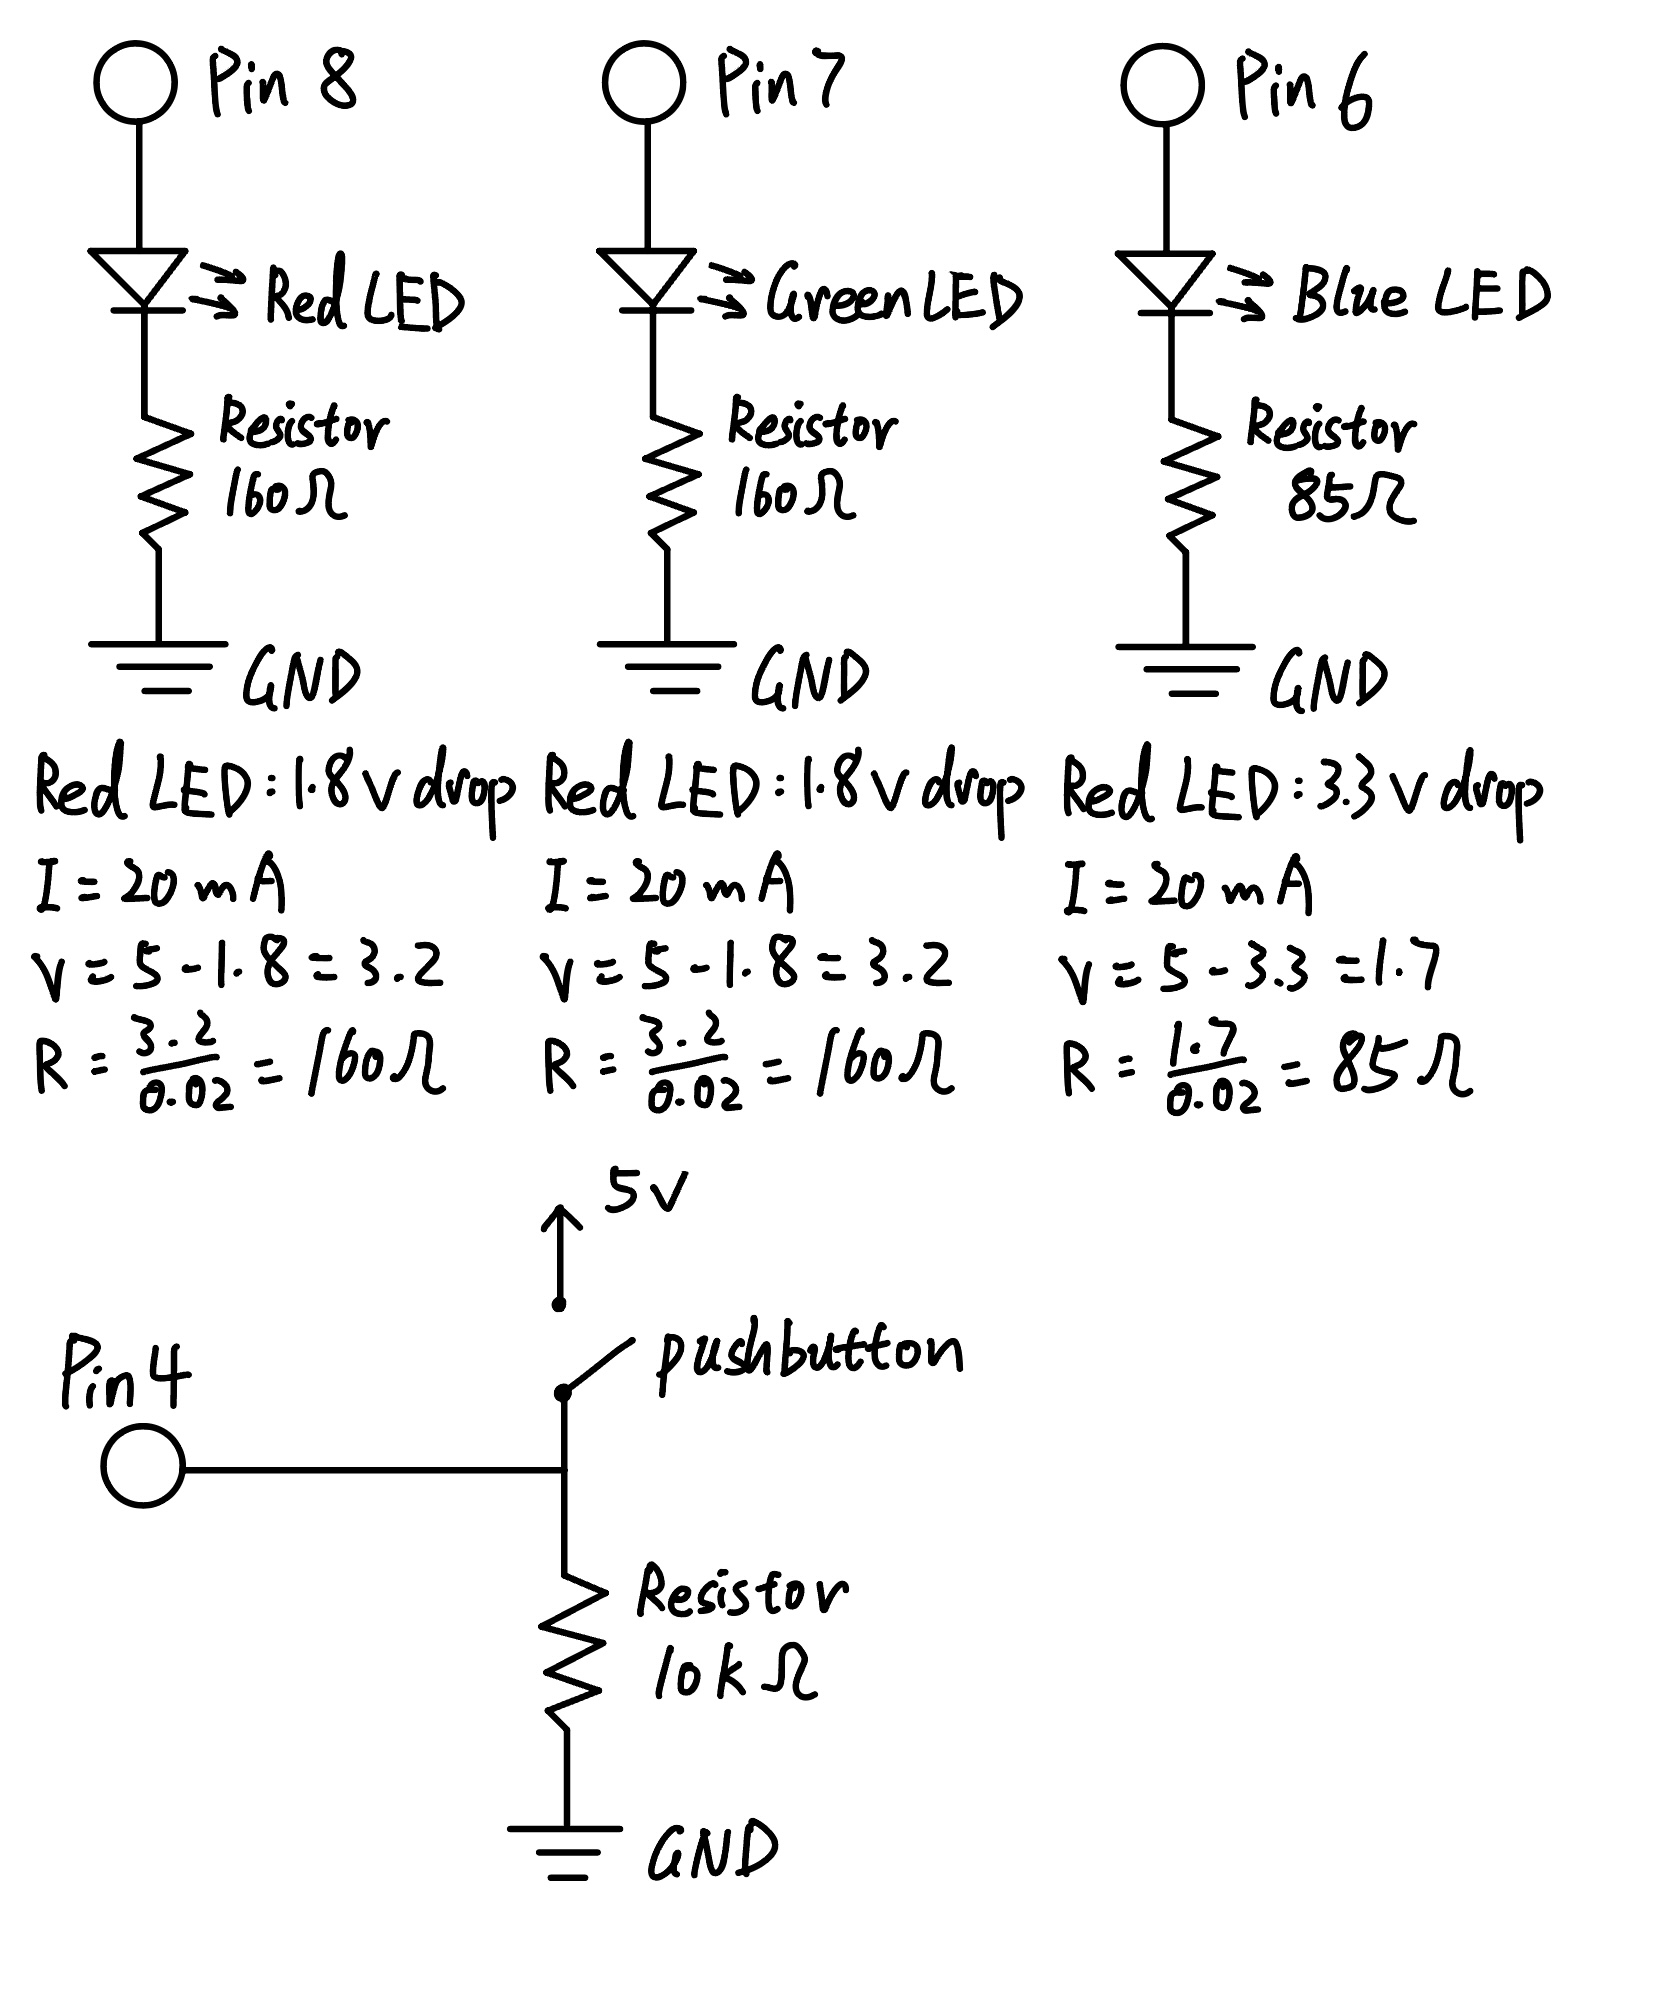 Pin 8
Pin 7
Pin 6
Red LED
Green LED
Blue LED
Resistor
160Ω
Resistor
160Ω
Resistor
85Ω
GND
GND
GND
Red LED: 1.8 V drop
I = 20 mA
V = 5 - 1.8 = 3.2
R = 3.2/0.02 = 160Ω
Red LED: 1.8 V drop
I = 20 mA
V = 5 - 1.8 = 3.2
R = 3.2/0.02 = 160Ω
Red LED: 3.3 V drop
I = 20 mA
V = 5 - 3.3 = 1.7
R = 1.7/0.02 = 85Ω
5V
pushbutton
Pin 4
Resistor
10kΩ
GND